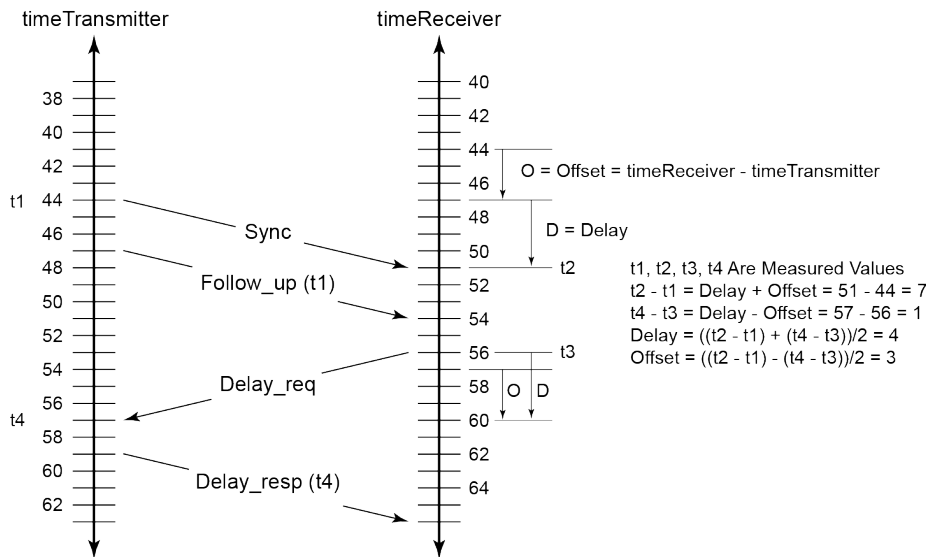 timeTransmitter
timeReceiver
38
40
42
t1 44
46
48
50
52
54
56
t4
58
60
62
40
42
44
46
48
50
52
54
56
58
60
62
64
O = Offset = timeReceiver - timeTransmitter
D = Delay
t2
t3
O
D
Sync
Follow_up (t1)
Delay_req
Delay_resp (t4)
t1, t2, t3, t4 Are Measured Values
t2 - t1 = Delay + Offset = 51 - 44 = 7
t4 - t3 = Delay - Offset = 57 - 56 = 1
Delay = ((t2 - t1) + (t4 - t3))/2 = 4
Offset = ((t2 - t1) - (t4 - t3))/2 = 3